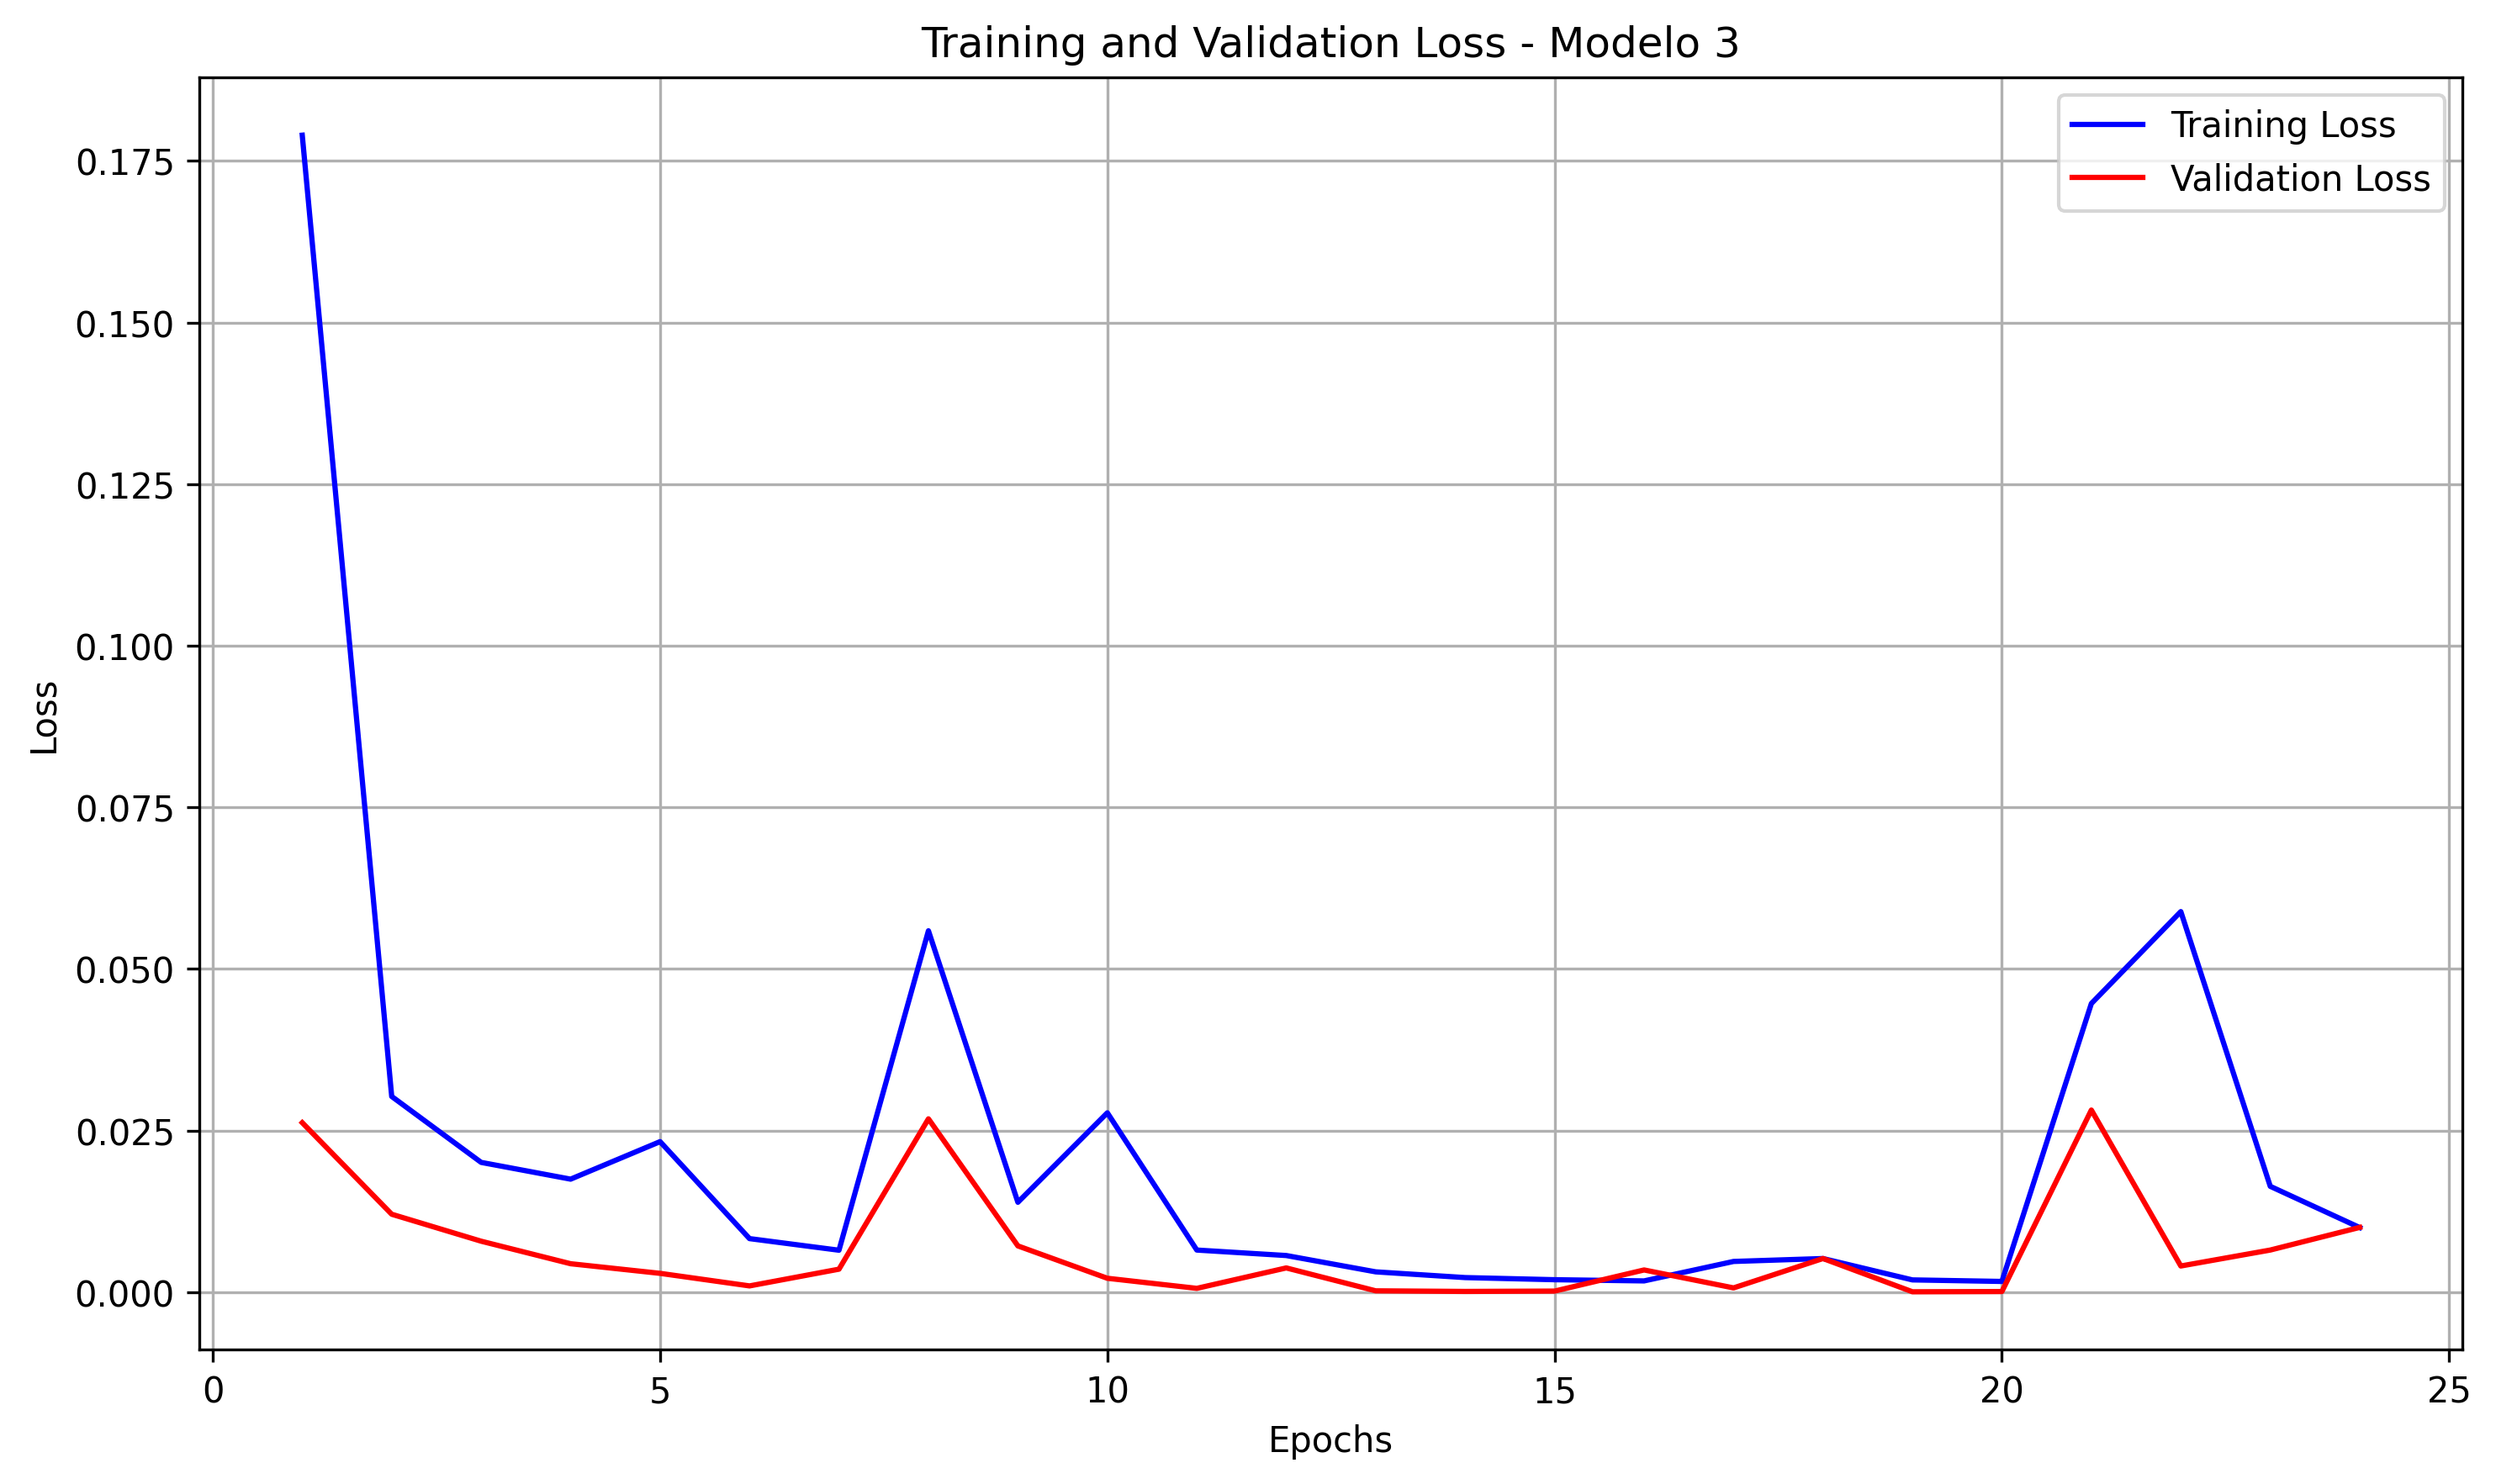 Training and Validation Loss - Modelo 3
Training Loss
Validation Loss
0.175
0.150
0.125
0.100
0.075
0.050
0.025
0.000
Loss
0 5 10 15 20 25
Epochs